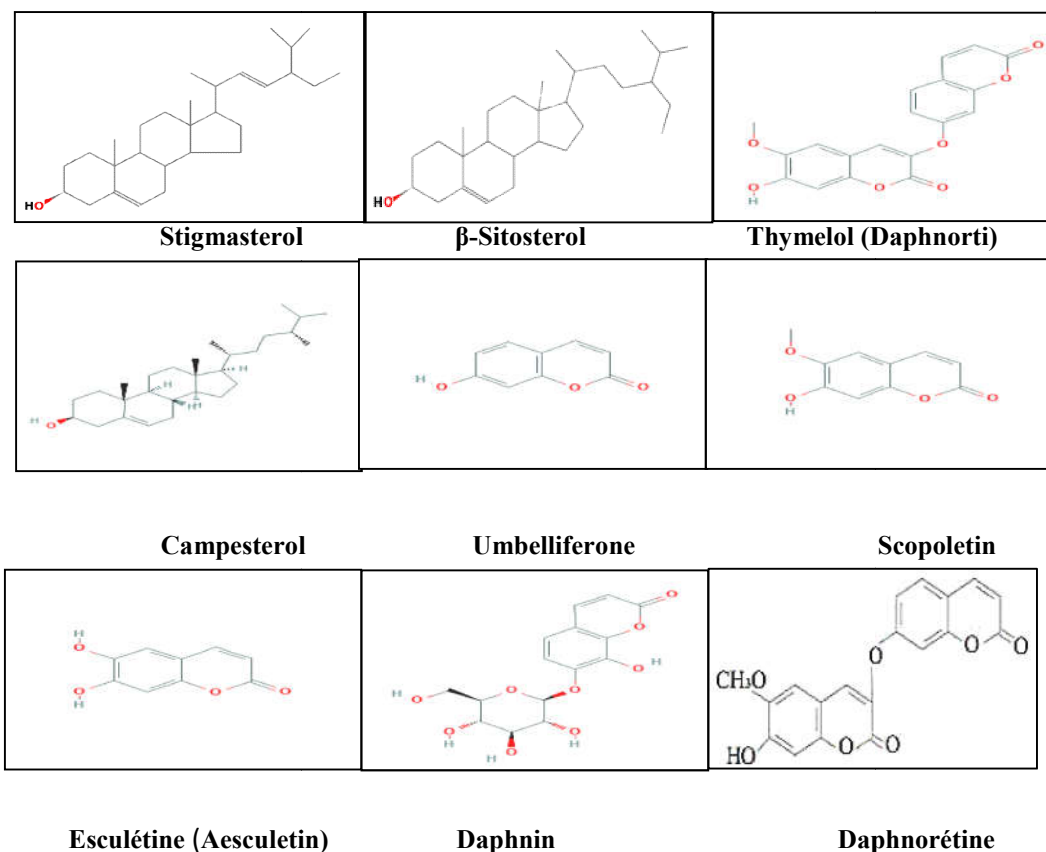 HO
HO
O
O
O
O
O
H
O
O
Stigmasterol β-Sitosterol Thymelol (Daphnorti)
H
H
H
H
H
O
H
O
O
O
O
O
H
O
O
Campesterol Umbelliferone Scopoletin
H
O
O
H
O
O
O
O
O
H
H
O
O
O
O
H
O
H
O
O
H
O
O
O
CH₃O
HO
O
O
Esculétine (Aesculetin) Daphnin Daphnorétine